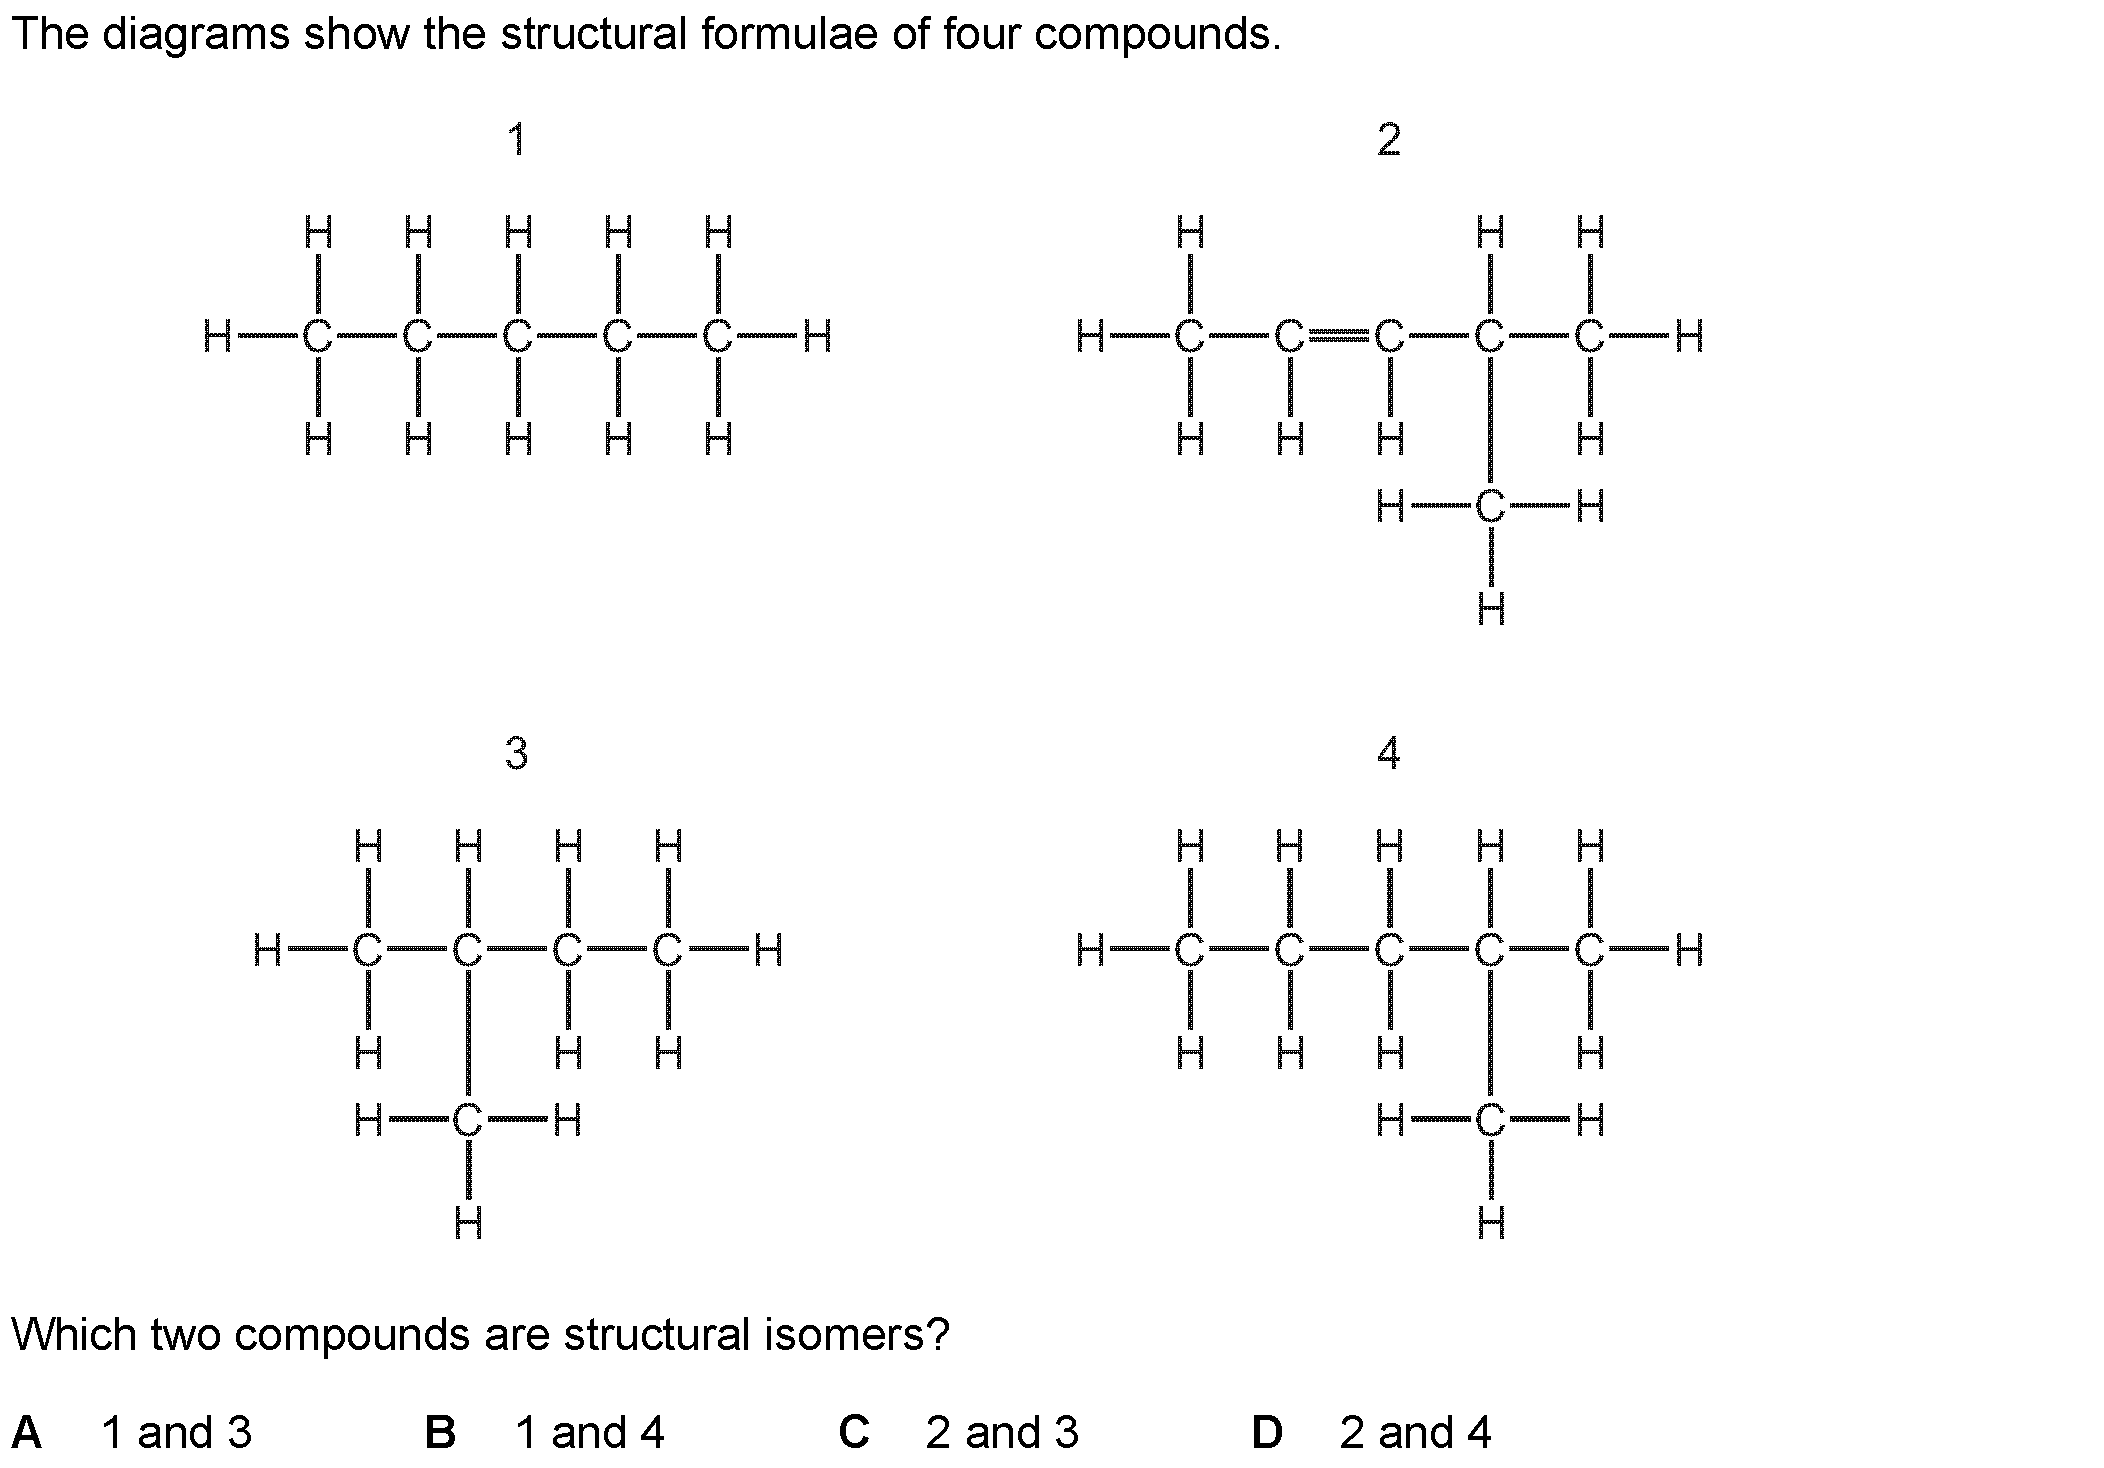 The diagrams show the structural formulae of four compounds.
1 2
H H H H H H H H
H C C C C C H H C C C C C H
H H H H H H H H H
H C H
H
3 4
H H H H H H H H H
H C C C C H H C C C C C H
H H H H H H H
H C H H C H
H H
Which two compounds are structural isomers?
A 1 and 3 B 1 and 4 C 2 and 3 D 2 and 4